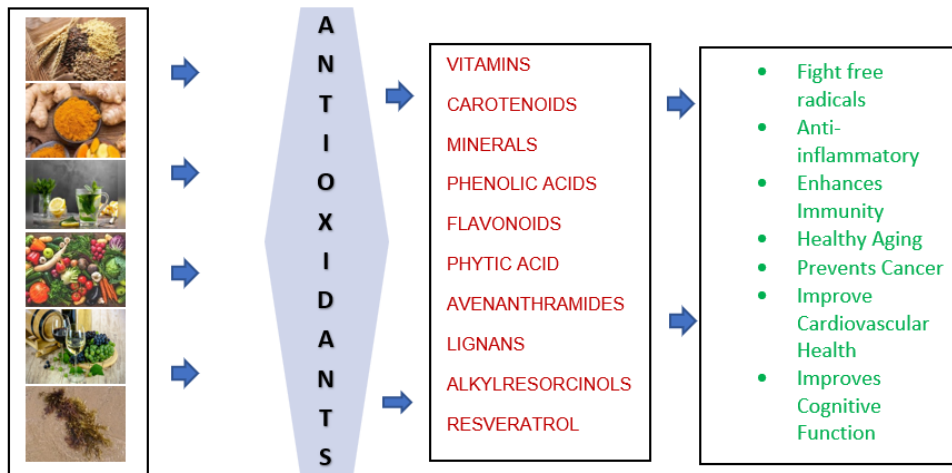 ANTIOXIDANTS
VITAMINS
CAROTENOIDS
MINERALS
PHENOLIC ACIDS
FLAVONOIDS
PHYTIC ACID
AVENANTHRAMIDES
LIGNANS
ALKYLRESORCINOLS
RESVERATROL
• Fight free
radicals
• Anti-
inflammatory
• Enhances
Immunity
• Healthy Aging
• Prevents Cancer
• Improve
Cardiovascular
Health
• Improves
Cognitive
Function